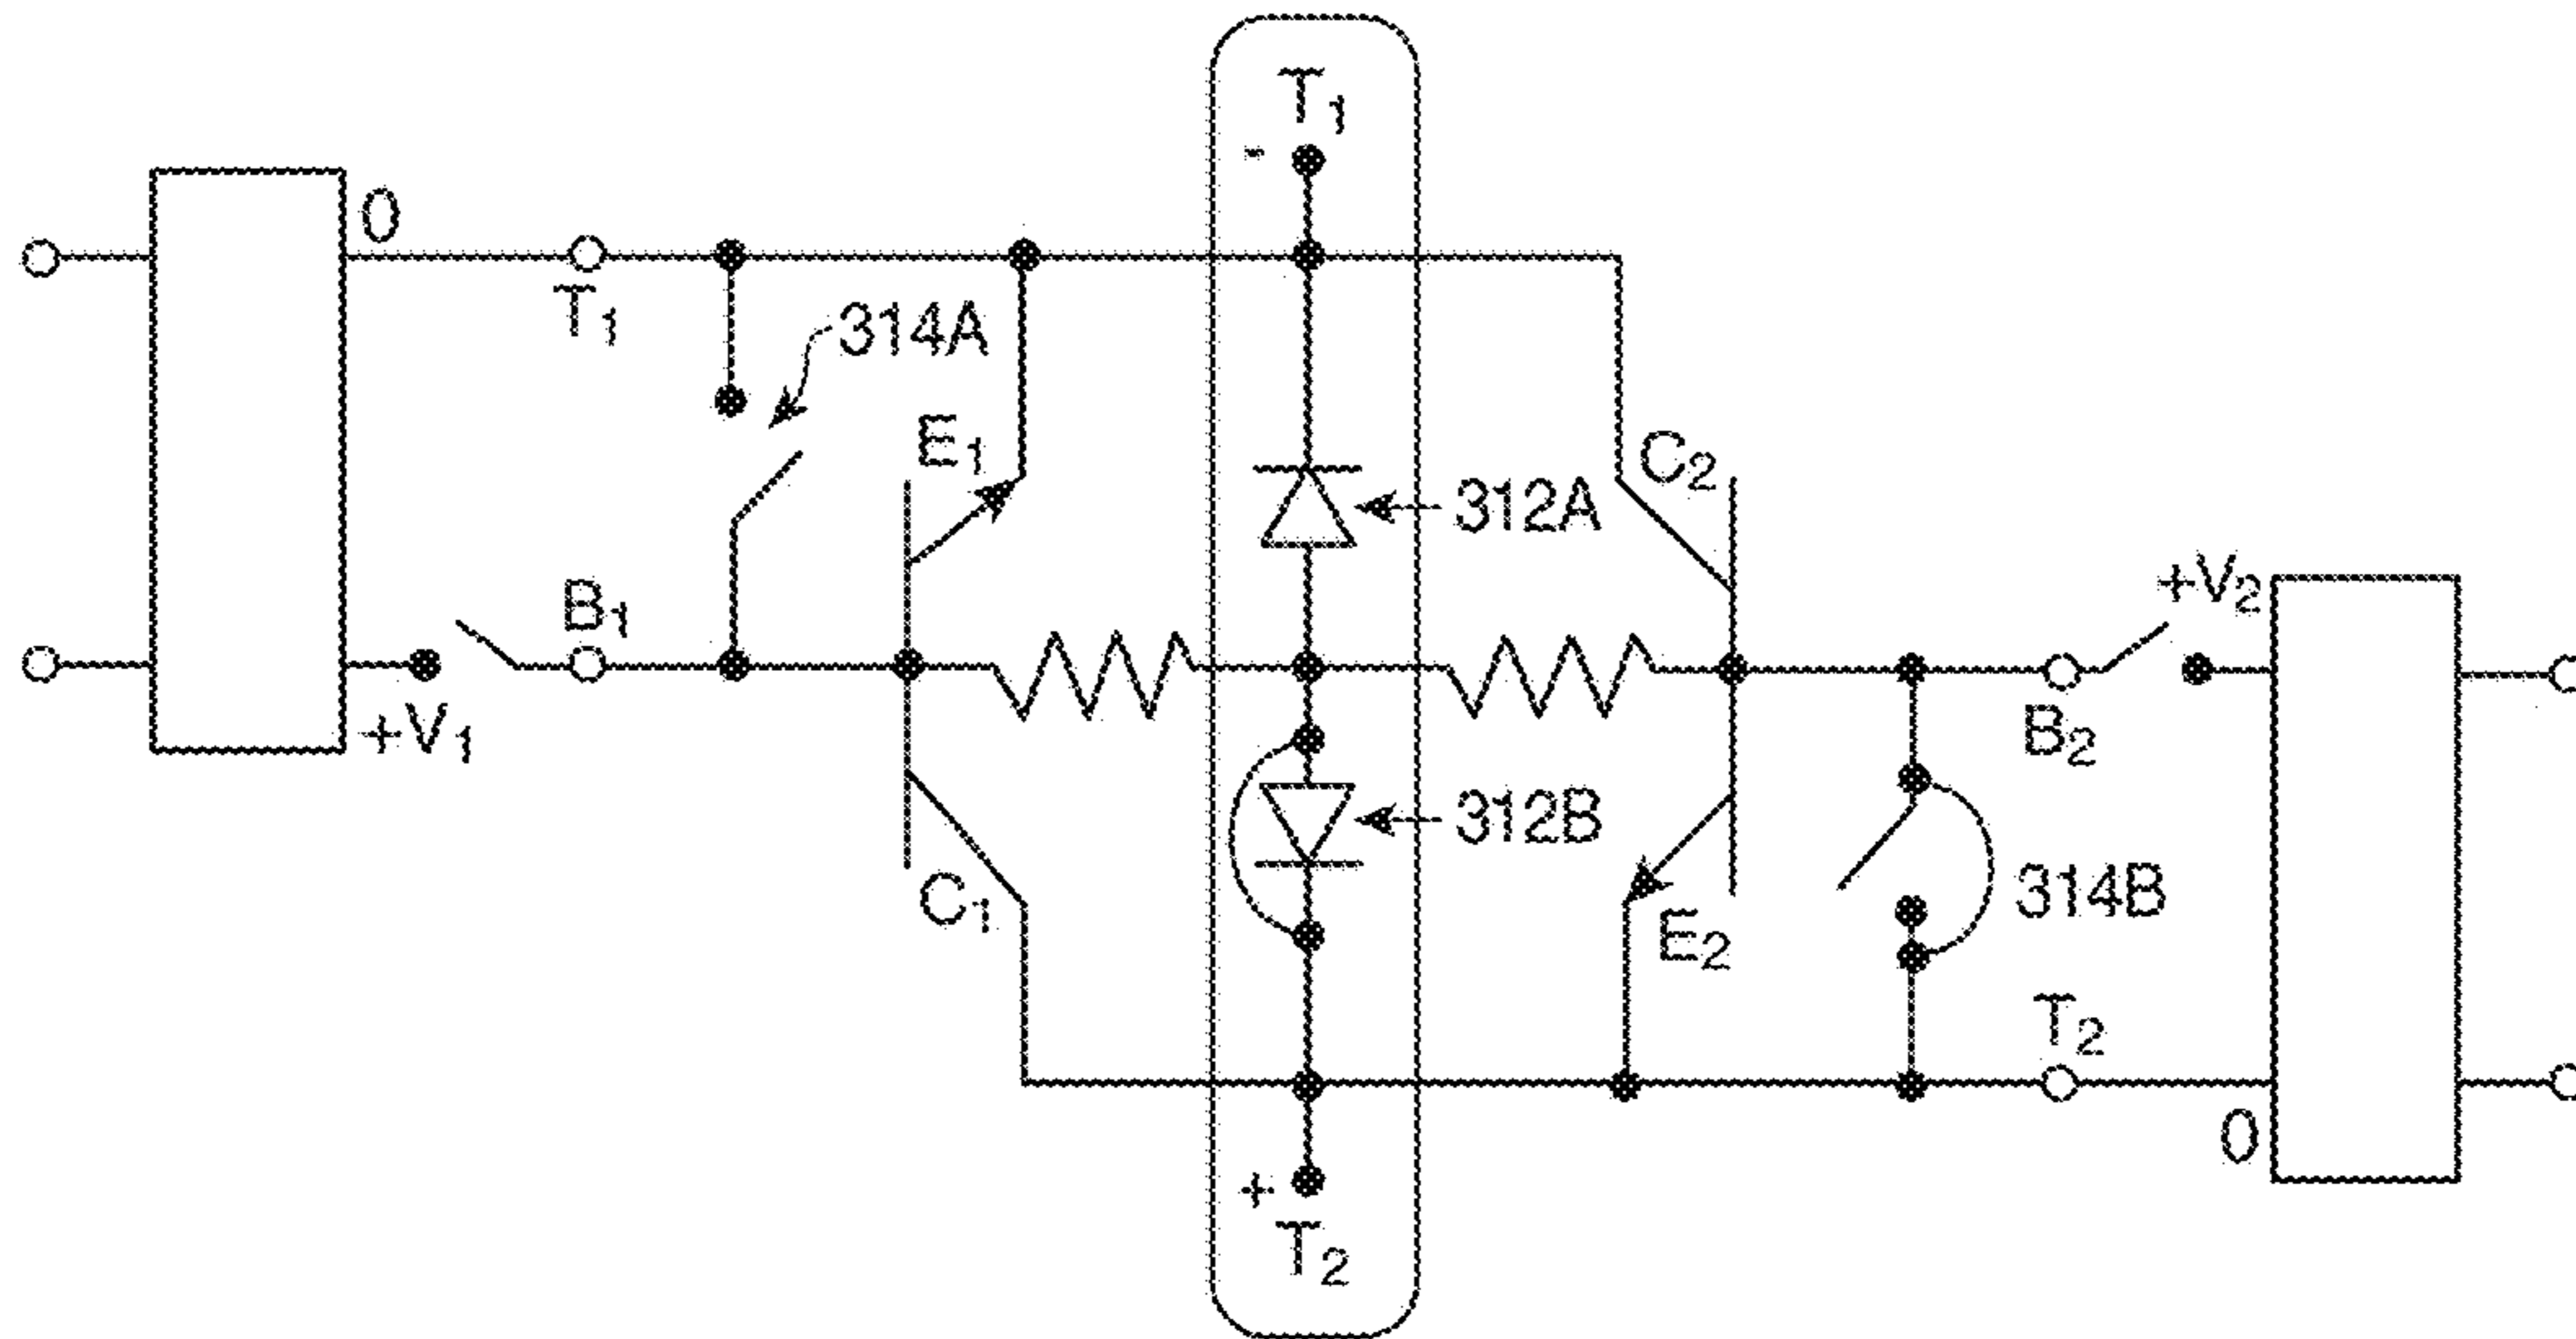 T₁
-
0
T₁
314A
E₁
C₂
312A
B₁
+V₂
+V₁
B₂
312B
C₁
314B
E₂
T₂
0
+
T₂